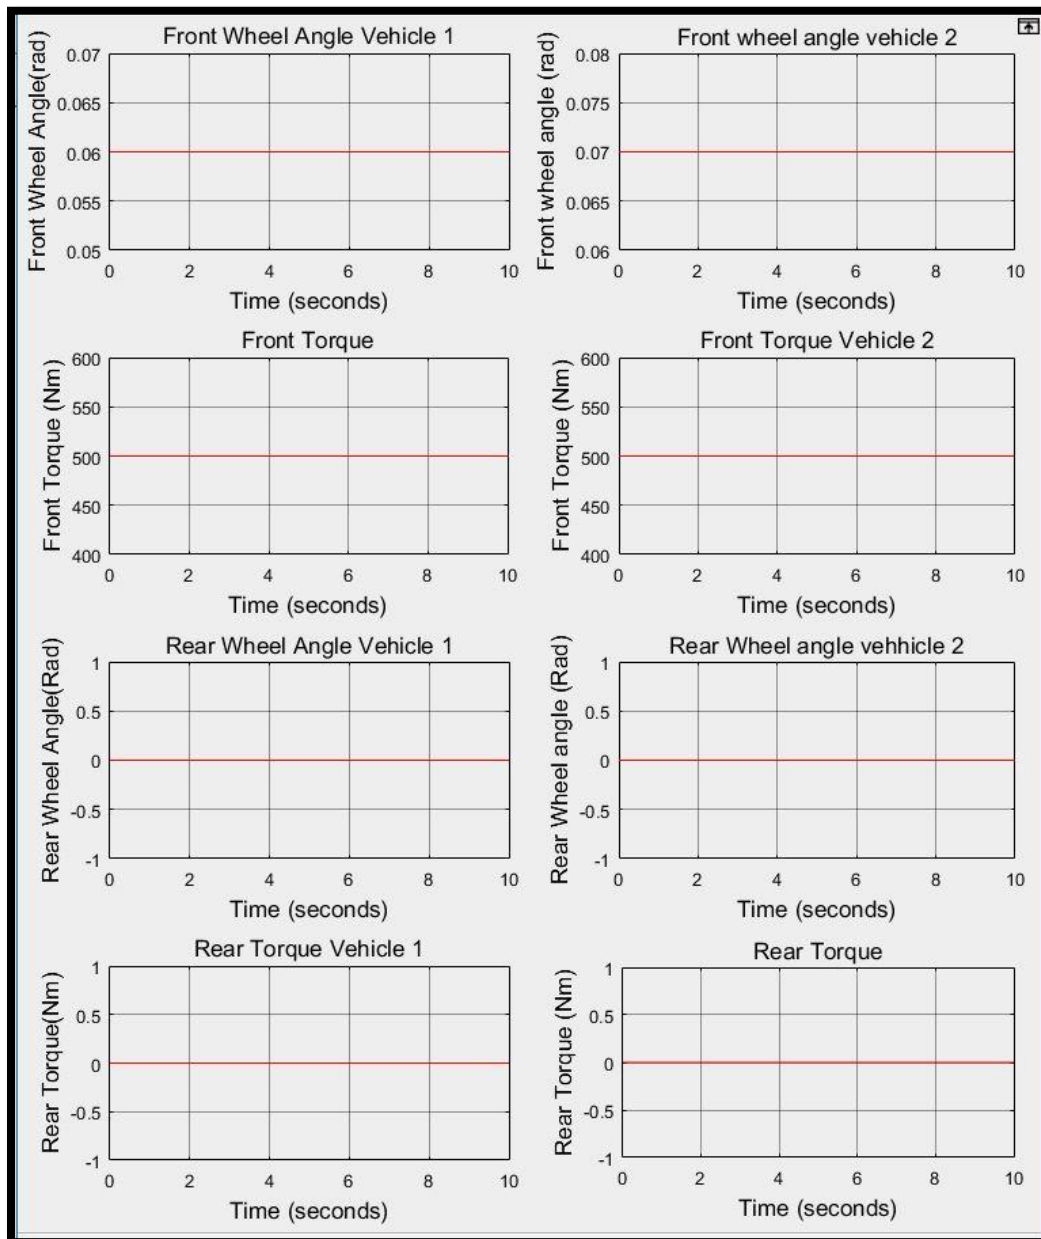 Front Wheel Angle Vehicle 1
Front Wheel Angle(rad)
0.07
0.065
0.06
0.055
0.05
0 2 4 6 8 10
Time (seconds)
Front wheel angle vehicle 2
Front wheel angle (rad)
0.08
0.075
0.07
0.065
0.06
0 2 4 6 8 10
Time (seconds)
Front Torque
Front Torque (Nm)
600
550
500
450
400
0 2 4 6 8 10
Time (seconds)
Front Torque Vehicle 2
Front Torque (Nm)
600
550
500
450
400
0 2 4 6 8 10
Time (seconds)
Rear Wheel Angle Vehicle 1
Rear Wheel Angle(Rad)
1
0.5
0
-0.5
-1
0 2 4 6 8 10
Time (seconds)
Rear Wheel angle vehhicle 2
Rear Wheel angle (Rad)
1
0.5
0
-0.5
-1
0 2 4 6 8 10
Time (seconds)
Rear Torque Vehicle 1
Rear Torque(Nm)
1
0.5
0
-0.5
-1
0 2 4 6 8 10
Time (seconds)
Rear Torque
Rear Torque (Nm)
1
0.5
0
-0.5
-1
0 2 4 6 8 10
Time (seconds)